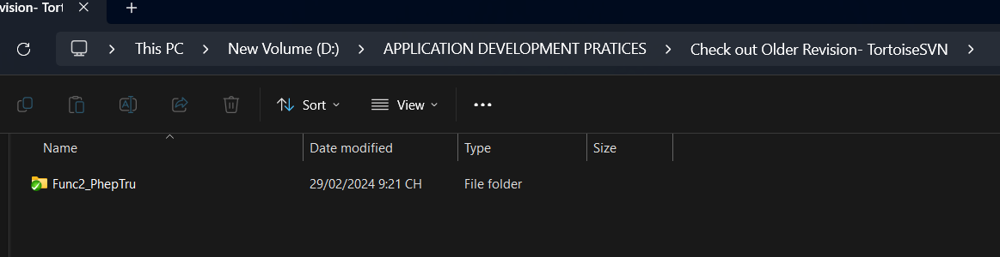 vision- Tort
This PC > New Volume (D:) > APPLICATION DEVELOPMENT PRATICES > Check out Older Revision- TortoiseSVN >
Sort View •••
Name Date modified Type Size
Func2_PhepTru 29/02/2024 9:21 CH File folder